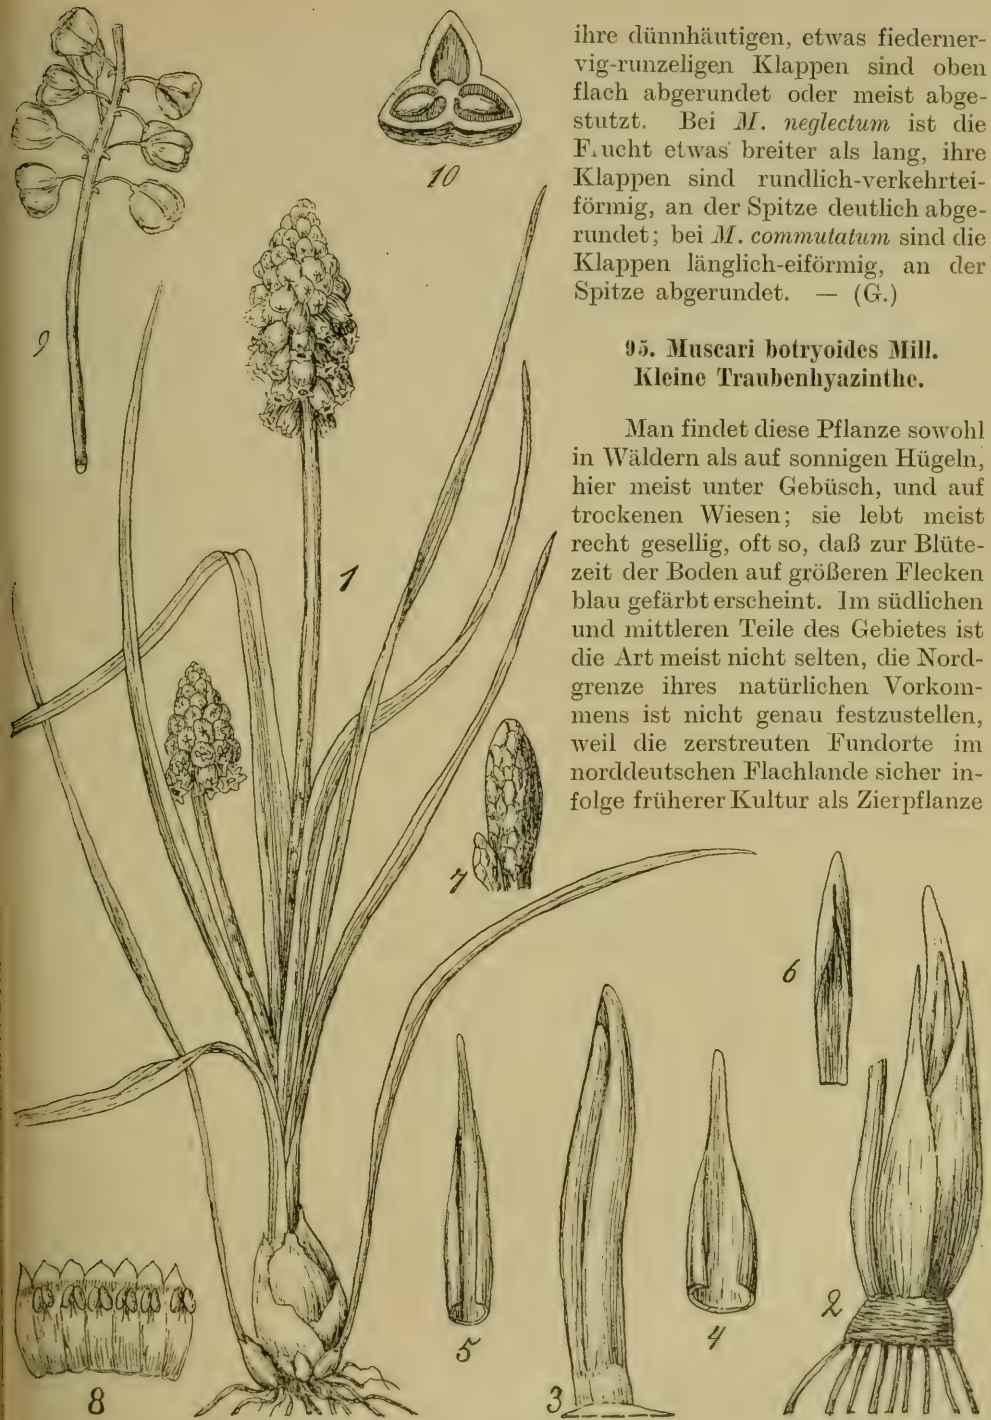 ihre dünnhäutigen, etwas fiederner-
vig-runzeligen Klappen sind oben
flach abgerundet oder meist abge-
stutzt. Bei M. neglectum ist die
Frucht etwas breiter als lang, ihre
Klappen sind rundlich-verkehrtei-
förmig, an der Spitze deutlich abge-
rundet; bei M. commutatum sind die
Klappen länglich-eiförmig, an der
Spitze abgerundet. — (G.)
95. Muscari botryoides Mill.
Kleine Traubenhyazinthe.
Man findet diese Pflanze sowohl
in Wäldern als auf sonnigen Hügeln,
hier meist unter Gebüsch, und auf
trockenen Wiesen; sie lebt meist
recht gesellig, oft so, daß zur Blüte-
zeit der Boden auf größeren Flecken
blau gefärbt erscheint. Im südlichen
und mittleren Teile des Gebietes ist
die Art meist nicht selten, die Nord-
grenze ihres natürlichen Vorkom-
mens ist nicht genau festzustellen,
weil die zerstreuten Fundorte im
norddeutschen Flachlande sicher in-
folge früherer Kultur als Zierpflanze
10
9
1
7
6
5
4
2
8
3